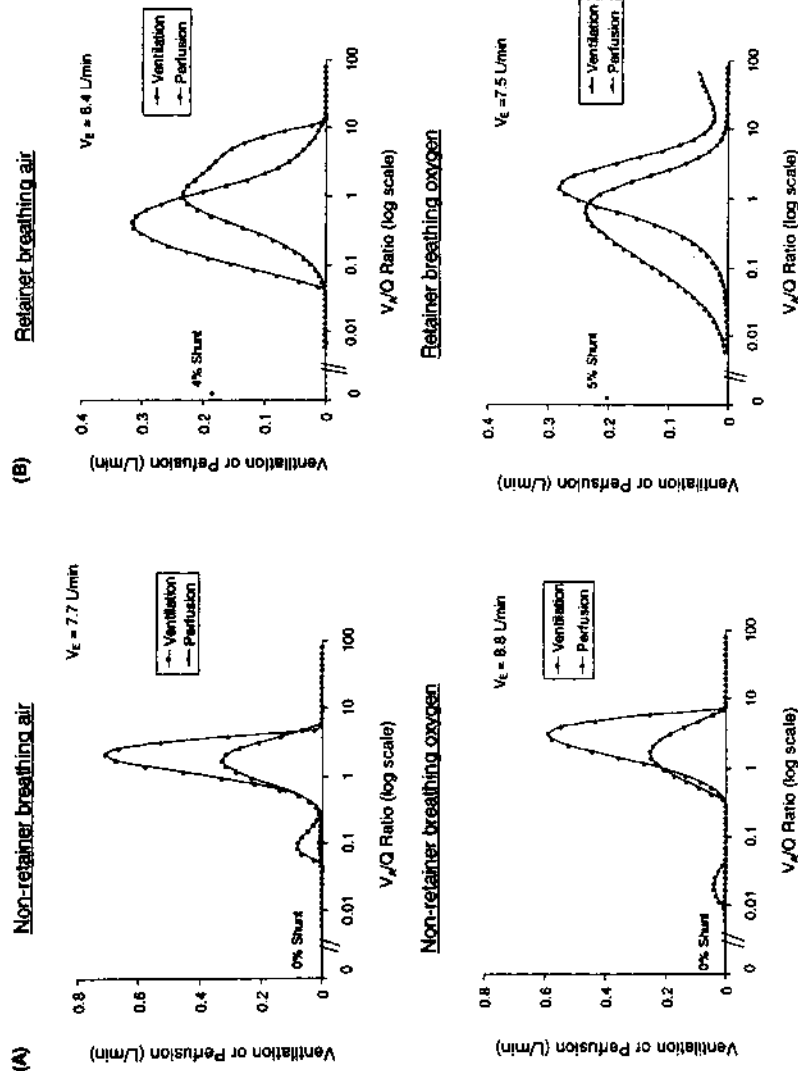 (A)
Non-retainer breathing air
V_E = 7.7 L/min
Ventilation
Perfusion
0% Shunt
Ventilation or Perfusion (L/min)
0.6
0.4
0.2
0
0 0.01 0.1 1 10 100
V_A/Q Ratio (log scale)
Non-retainer breathing oxygen
V_E = 8.8 L/min
Ventilation
Perfusion
0% Shunt
Ventilation or Perfusion (L/min)
0.8
0.6
0.4
0.2
0
0 0.01 0.1 1 10 100
V_A/Q Ratio (log scale)
(B)
Retainer breathing air
V_E = 8.4 L/min
Ventilation
Perfusion
4% Shunt
Ventilation or Pefusion (L/min)
0.4
0.3
0.2
0.1
0
0 0.01 0.1 1 10 100
V_A/Q Ratio (log scale)
Retainer breathing oxygen
V_E =7.5 L/min
Ventilation
Perfusion
5% Shunt
Ventilation or Perfsuion (L/min)
0.4
0.3
0.2
0.1
0
0 0.01 0.1 1 10 100
V_A/Q Ratio (log scale)